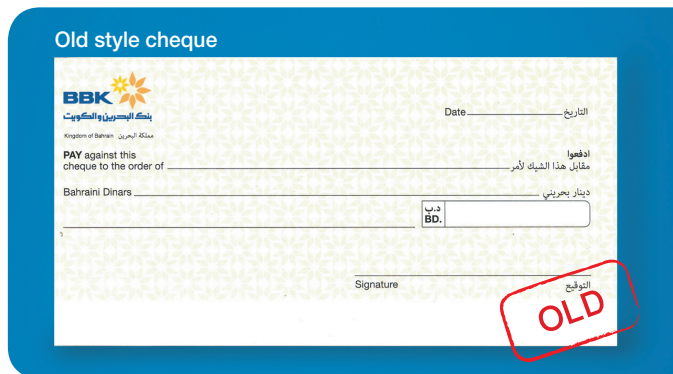 Old style cheque
BBK
بنك البحرين والكويت
Kingdom of Bahrain مملكة البحرين
Date التاريخ
PAY against this ادفعوا
cheque to the order of مقابل هذا الشيك لأمر
Bahraini Dinars دينار بحريني
د.ب
BD.
Signature التوقيع
OLD